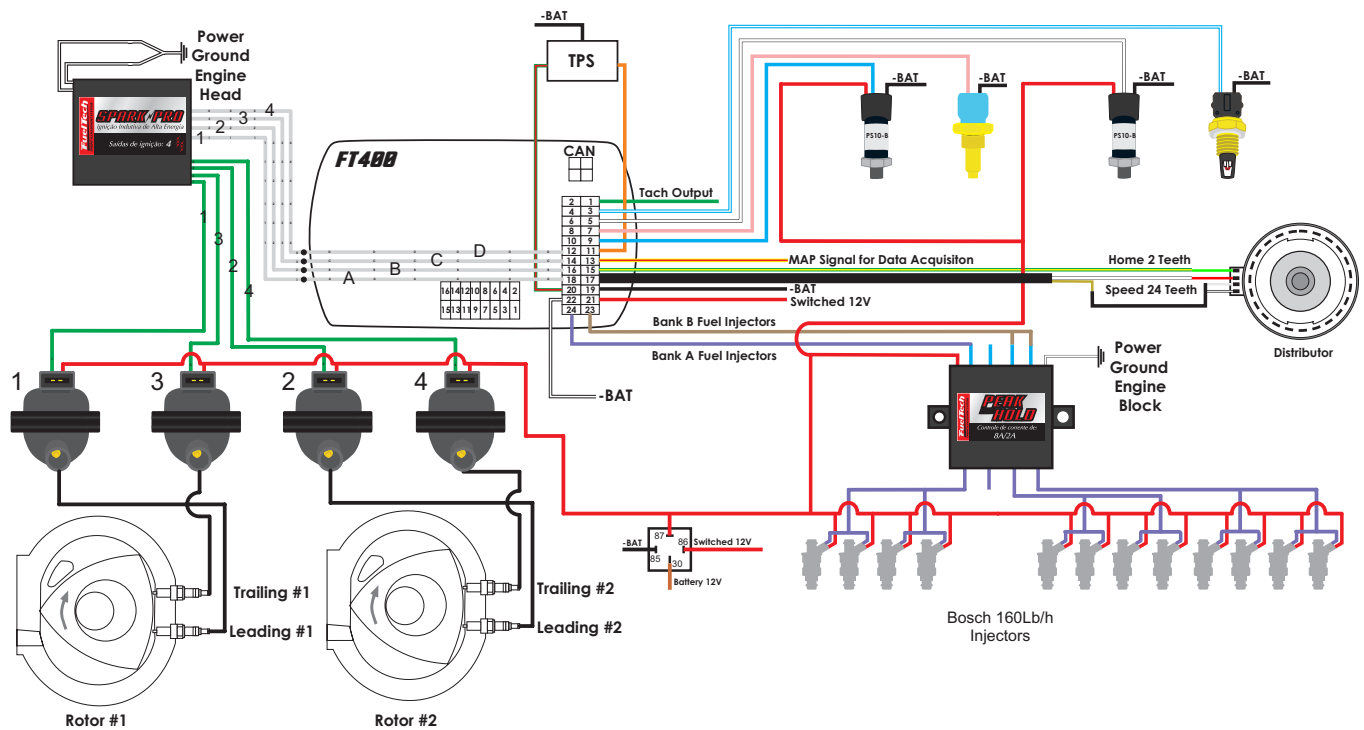 Power
Ground
Engine
Head
-BAT
TPS
FuelTech
SPARK PRO
Ignição Indutiva de Alta Energia
Saídas de ignição: 4
4
3
2
1
1
3
2
4
FT400
CAN
D
C
B
A
2 1
4 3
6 5
8 7
10 9
12 11
14 13
16 15
18 17
20 19
22 21
24 23
16 14 12 10 8 6 4 2
15 13 11 9 7 5 3 1
Tach Output
MAP Signal for Data Acquisiton
-BAT
Switched 12V
Bank B Fuel Injectors
Bank A Fuel Injectors
-BAT
-BAT
PS10-B
-BAT
-BAT
PS10-B
-BAT
Home 2 Teeth
Speed 24 Teeth
Distributor
Power
Ground
Engine
Block
FuelTech
PEAK
HOLD
Controle de corrente de:
8A/2A
1
3
2
4
Trailing #1
Leading #1
Rotor #1
Trailing #2
Leading #2
Rotor #2
-BAT
87
86
85
30
Switched 12V
Battery 12V
Bosch 160Lb/h
Injectors